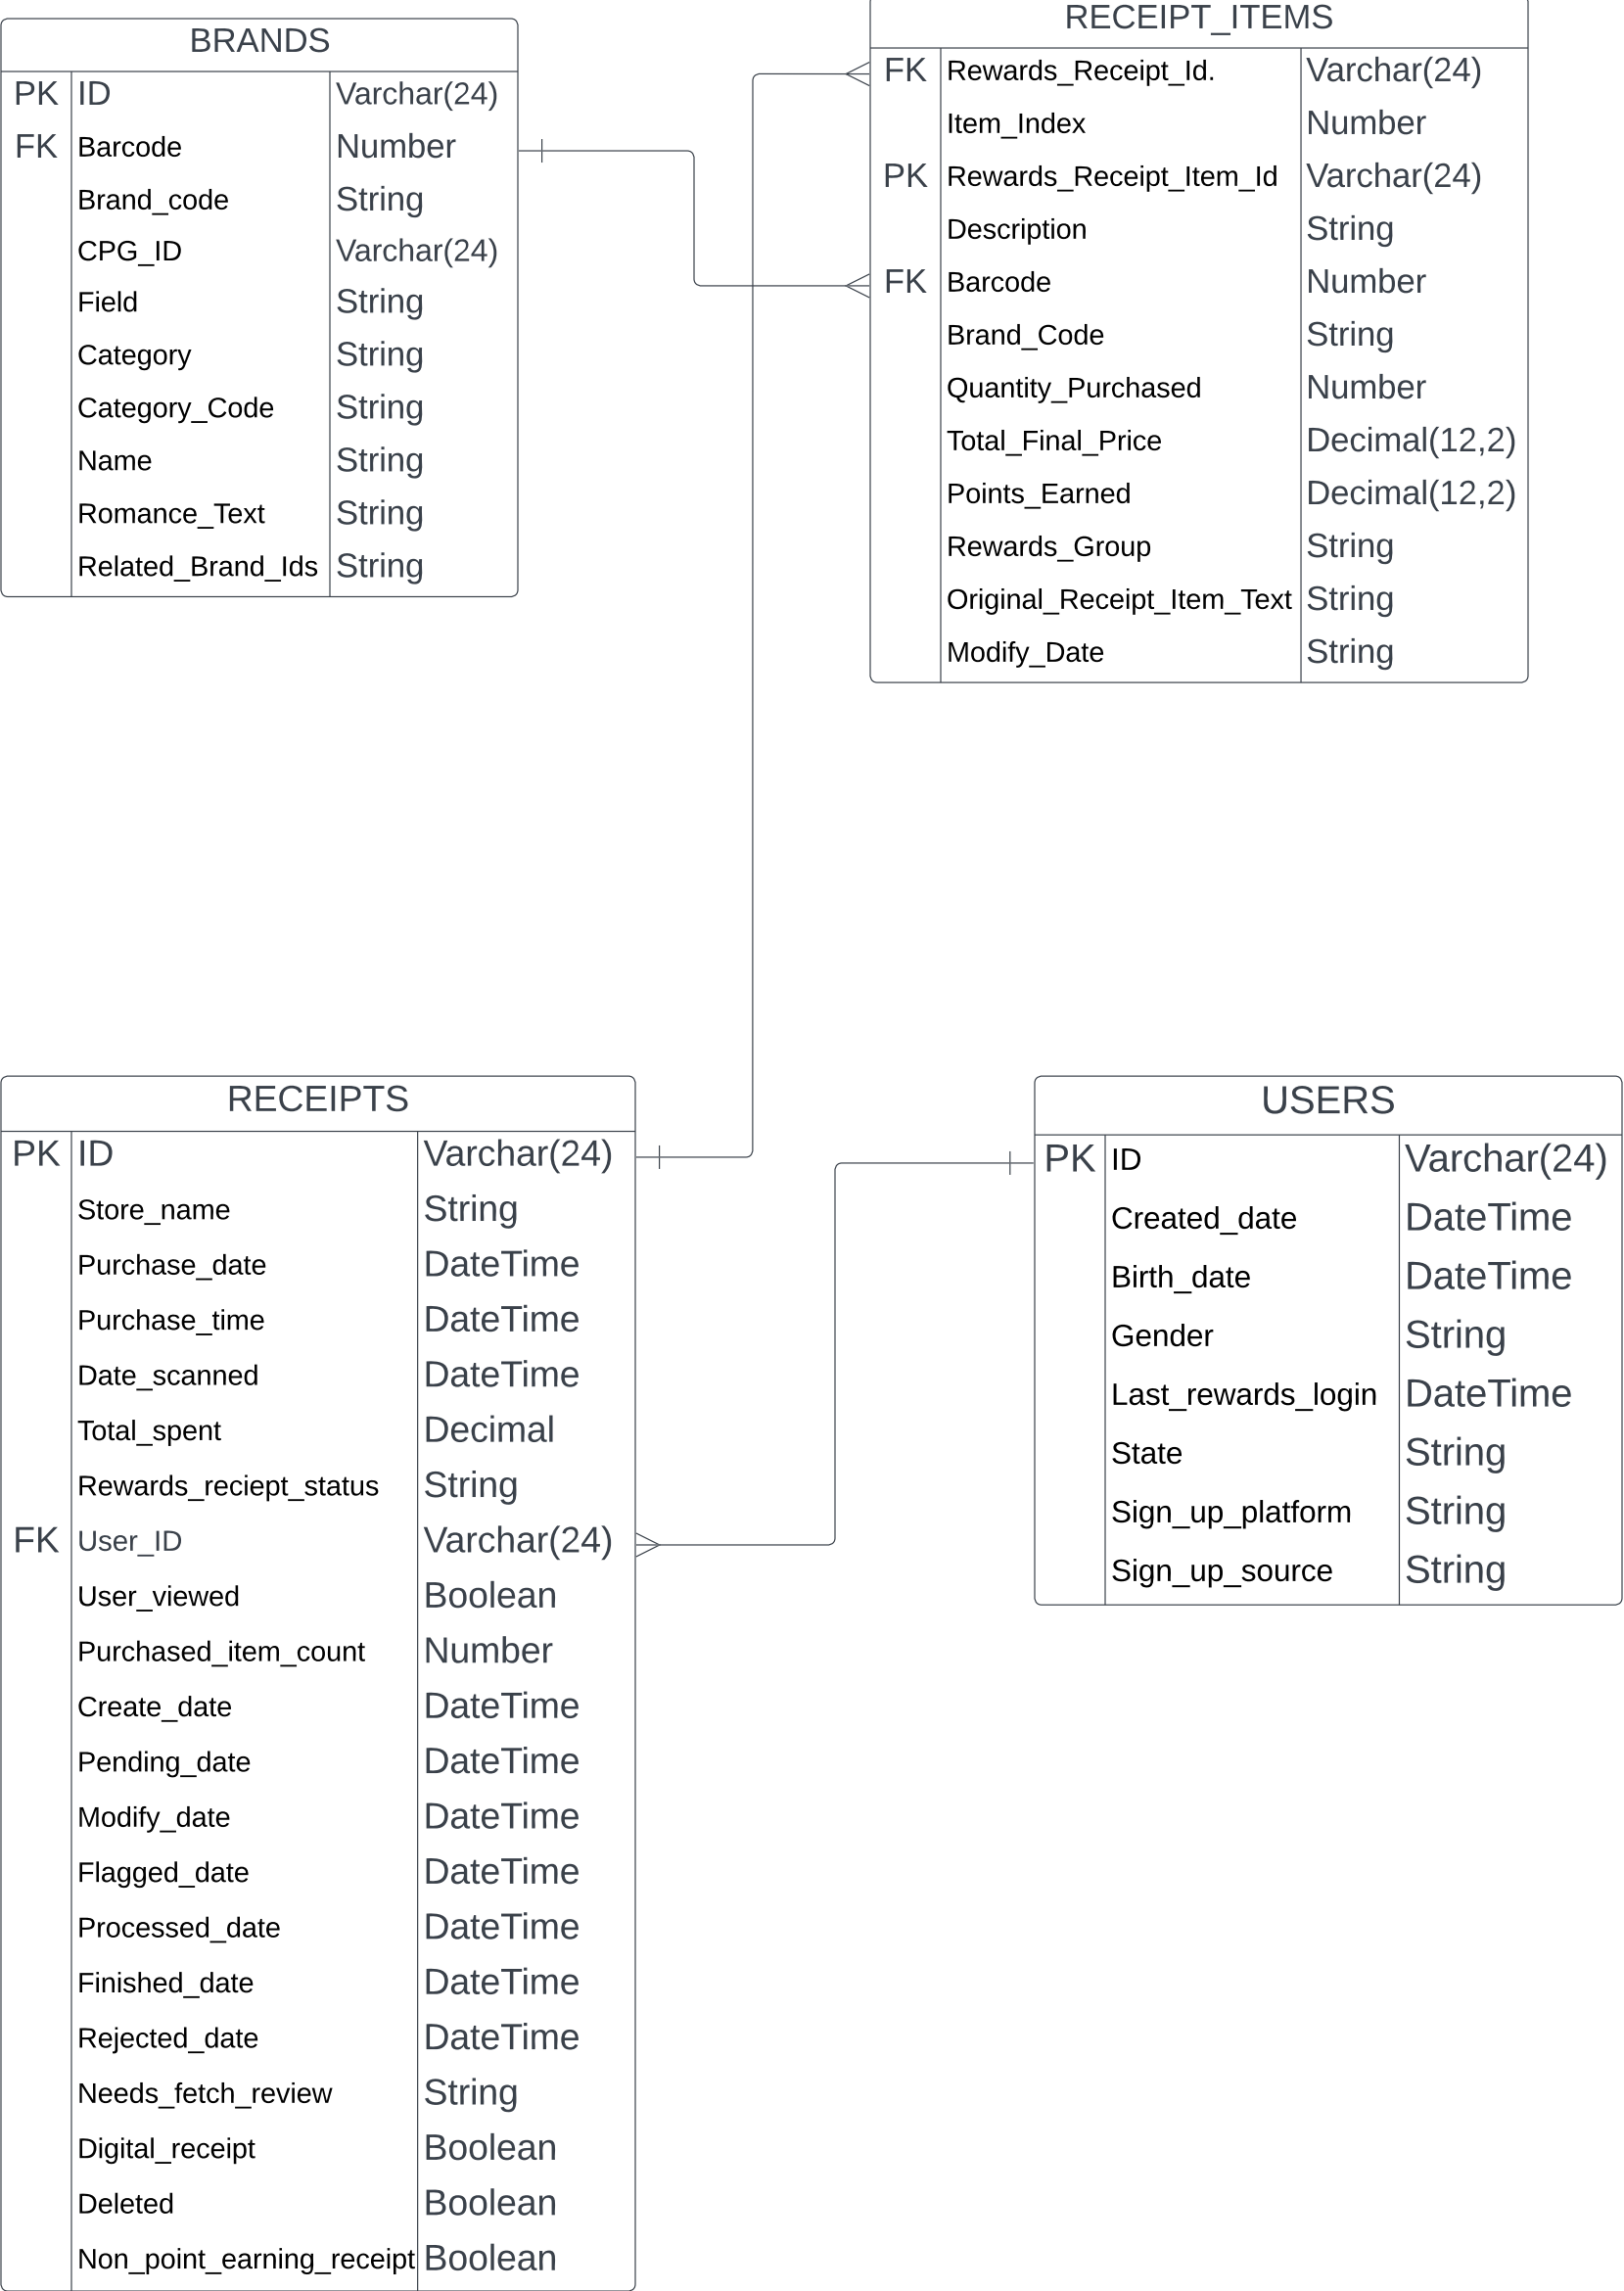 BRANDS
PK ID Varchar(24)
FK Barcode Number
Brand_code String
CPG_ID Varchar(24)
Field String
Category String
Category_Code String
Name String
Romance_Text String
Related_Brand_Ids String
RECEIPT_ITEMS
FK Rewards_Receipt_Id. Varchar(24)
Item_Index Number
PK Rewards_Receipt_Item_Id Varchar(24)
Description String
FK Barcode Number
Brand_Code String
Quantity_Purchased Number
Total_Final_Price Decimal(12,2)
Points_Earned Decimal(12,2)
Rewards_Group String
Original_Receipt_Item_Text String
Modify_Date String
RECEIPTS
PK ID Varchar(24)
Store_name String
Purchase_date DateTime
Purchase_time DateTime
Date_scanned DateTime
Total_spent Decimal
Rewards_reciept_status String
FK User_ID Varchar(24)
User_viewed Boolean
Purchased_item_count Number
Create_date DateTime
Pending_date DateTime
Modify_date DateTime
Flagged_date DateTime
Processed_date DateTime
Finished_date DateTime
Rejected_date DateTime
Needs_fetch_review String
Digital_receipt Boolean
Deleted Boolean
Non_point_earning_receipt Boolean
USERS
PK ID Varchar(24)
Created_date DateTime
Birth_date DateTime
Gender String
Last_rewards_login DateTime
State String
Sign_up_platform String
Sign_up_source String